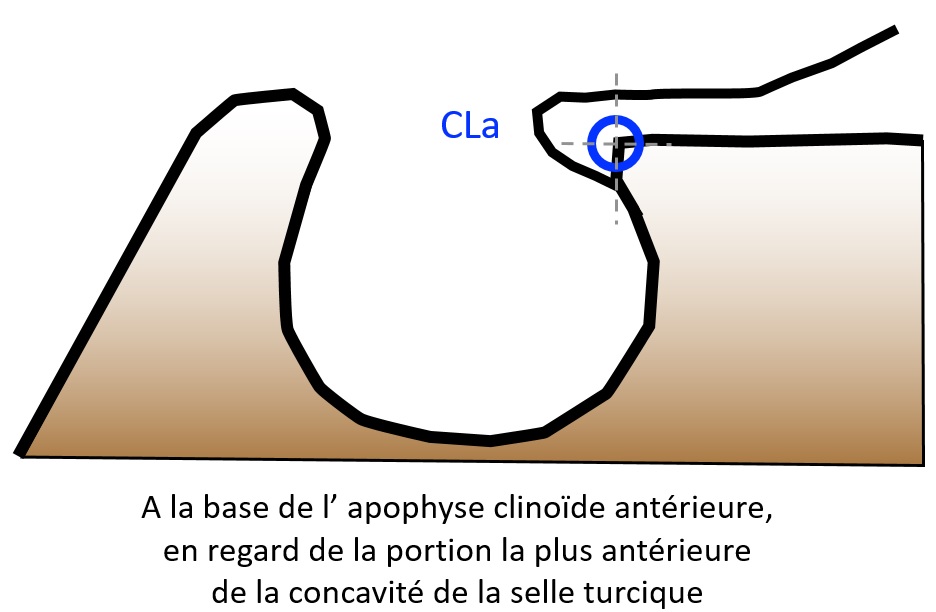 CLa
A la base de l’ apophyse clinoïde antérieure,
en regard de la portion la plus antérieure
de la concavité de la selle turcique